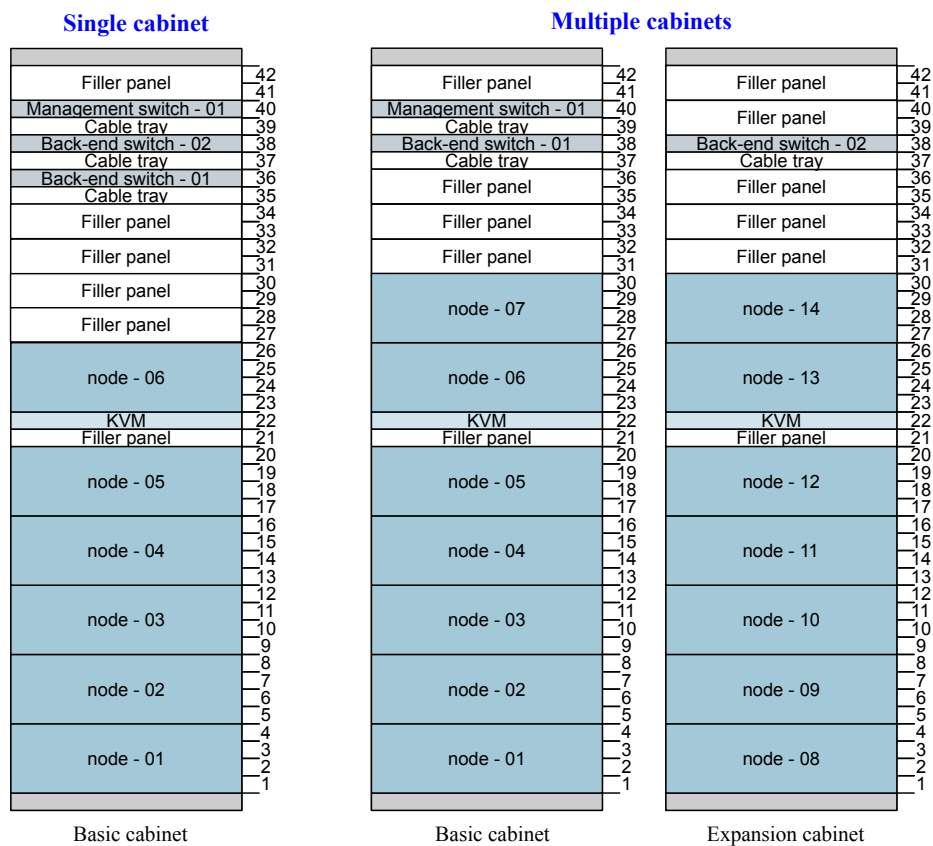 Single cabinet
Filler panel
Management switch - 01
Cable tray
Back-end switch - 02
Cable tray
Back-end switch - 01
Cable tray
Filler panel
Filler panel
Filler panel
Filler panel
node - 06
KVM
Filler panel
node - 05
node - 04
node - 03
node - 02
node - 01
42
41
40
39
38
37
36
35
34
33
32
31
30
29
28
27
26
25
24
23
22
21
20
19
18
17
16
15
14
13
12
11
10
9
8
7
6
5
4
3
2
1
Basic cabinet
Multiple cabinets
Filler panel
Management switch - 01
Cable tray
Back-end switch - 01
Cable tray
Filler panel
Filler panel
Filler panel
node - 07
node - 06
KVM
Filler panel
node - 05
node - 04
node - 03
node - 02
node - 01
42
41
40
39
38
37
36
35
34
33
32
31
30
29
28
27
26
25
24
23
22
21
20
19
18
17
16
15
14
13
12
11
10
9
8
7
6
5
4
3
2
1
Basic cabinet
Filler panel
Filler panel
Back-end switch - 02
Cable tray
Filler panel
Filler panel
Filler panel
node - 14
node - 13
KVM
Filler panel
node - 12
node - 11
node - 10
node - 09
node - 08
42
41
40
39
38
37
36
35
34
33
32
31
30
29
28
27
26
25
24
23
22
21
20
19
18
17
16
15
14
13
12
11
10
9
8
7
6
5
4
3
2
1
Expansion cabinet